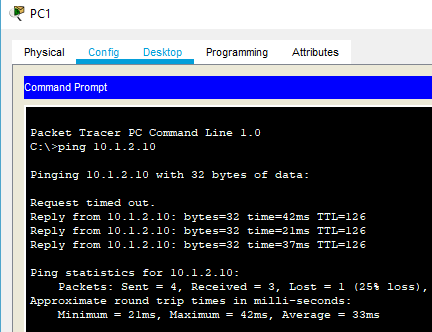 PC1
Physical Config Desktop Programming Attributes
Command Prompt
Packet Tracer PC Command Line 1.0
C:\>ping 10.1.2.10
Pinging 10.1.2.10 with 32 bytes of data:
Request timed out.
Reply from 10.1.2.10: bytes=32 time=42ms TTL=126
Reply from 10.1.2.10: bytes=32 time=21ms TTL=126
Reply from 10.1.2.10: bytes=32 time=37ms TTL=126
Ping statistics for 10.1.2.10:
Packets: Sent = 4, Received = 3, Lost = 1 (25% loss),
Approximate round trip times in milli-seconds:
Minimum = 21ms, Maximum = 42ms, Average = 33ms